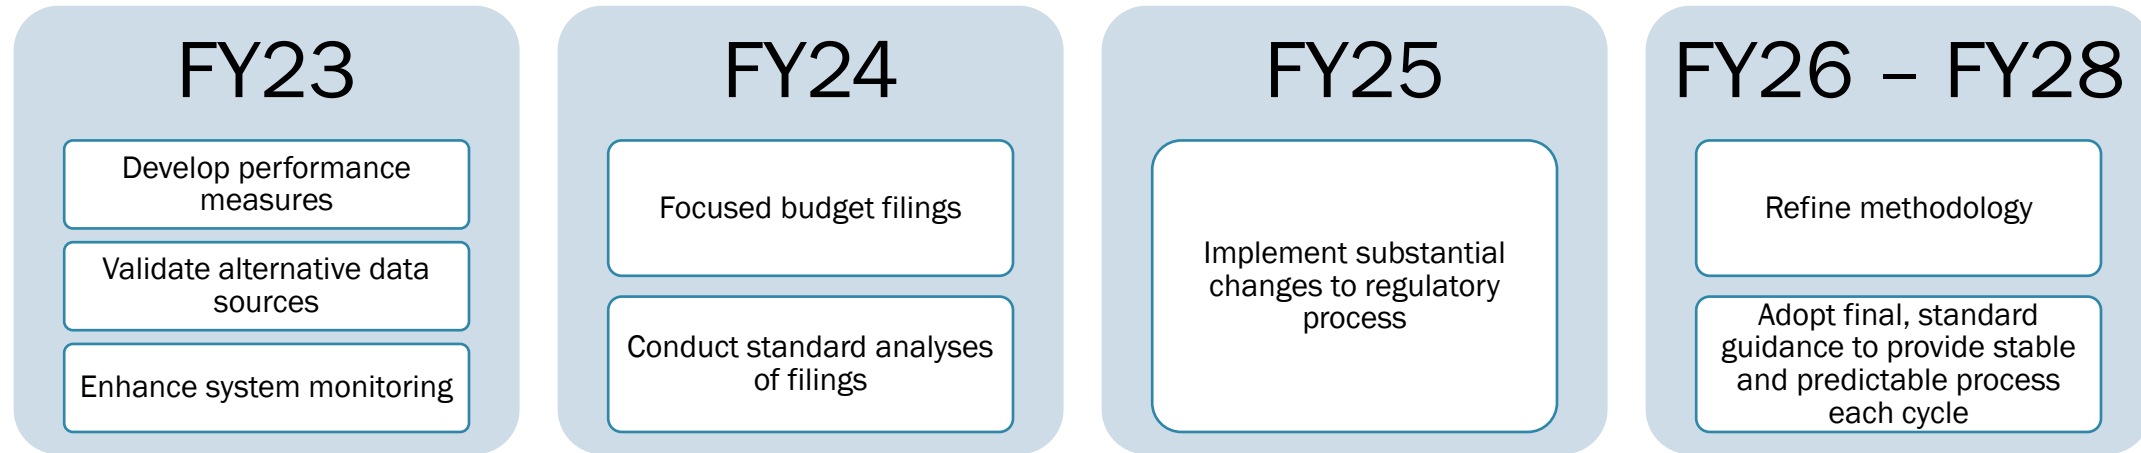 FY23
Develop performance
measures
Validate alternative data
sources
Enhance system monitoring
FY24
Focused budget filings
Conduct standard analyses
of filings
FY25
Implement substantial
changes to regulatory
process
FY26 – FY28
Refine methodology
Adopt final, standard
guidance to provide stable
and predictable process
each cycle